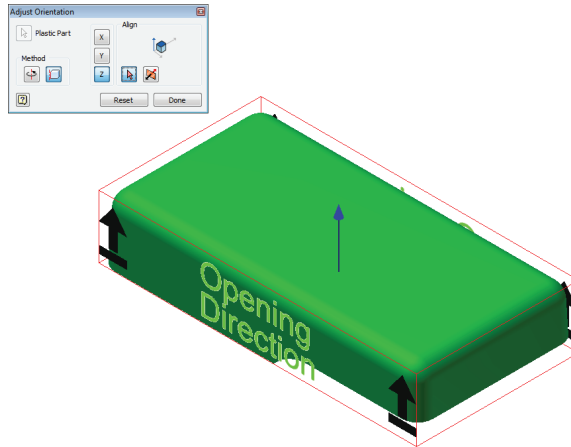 Adjust Orientation
Plastic Part
Align
X
Method
Y
Z
?
Reset
Done
Opening
Direction